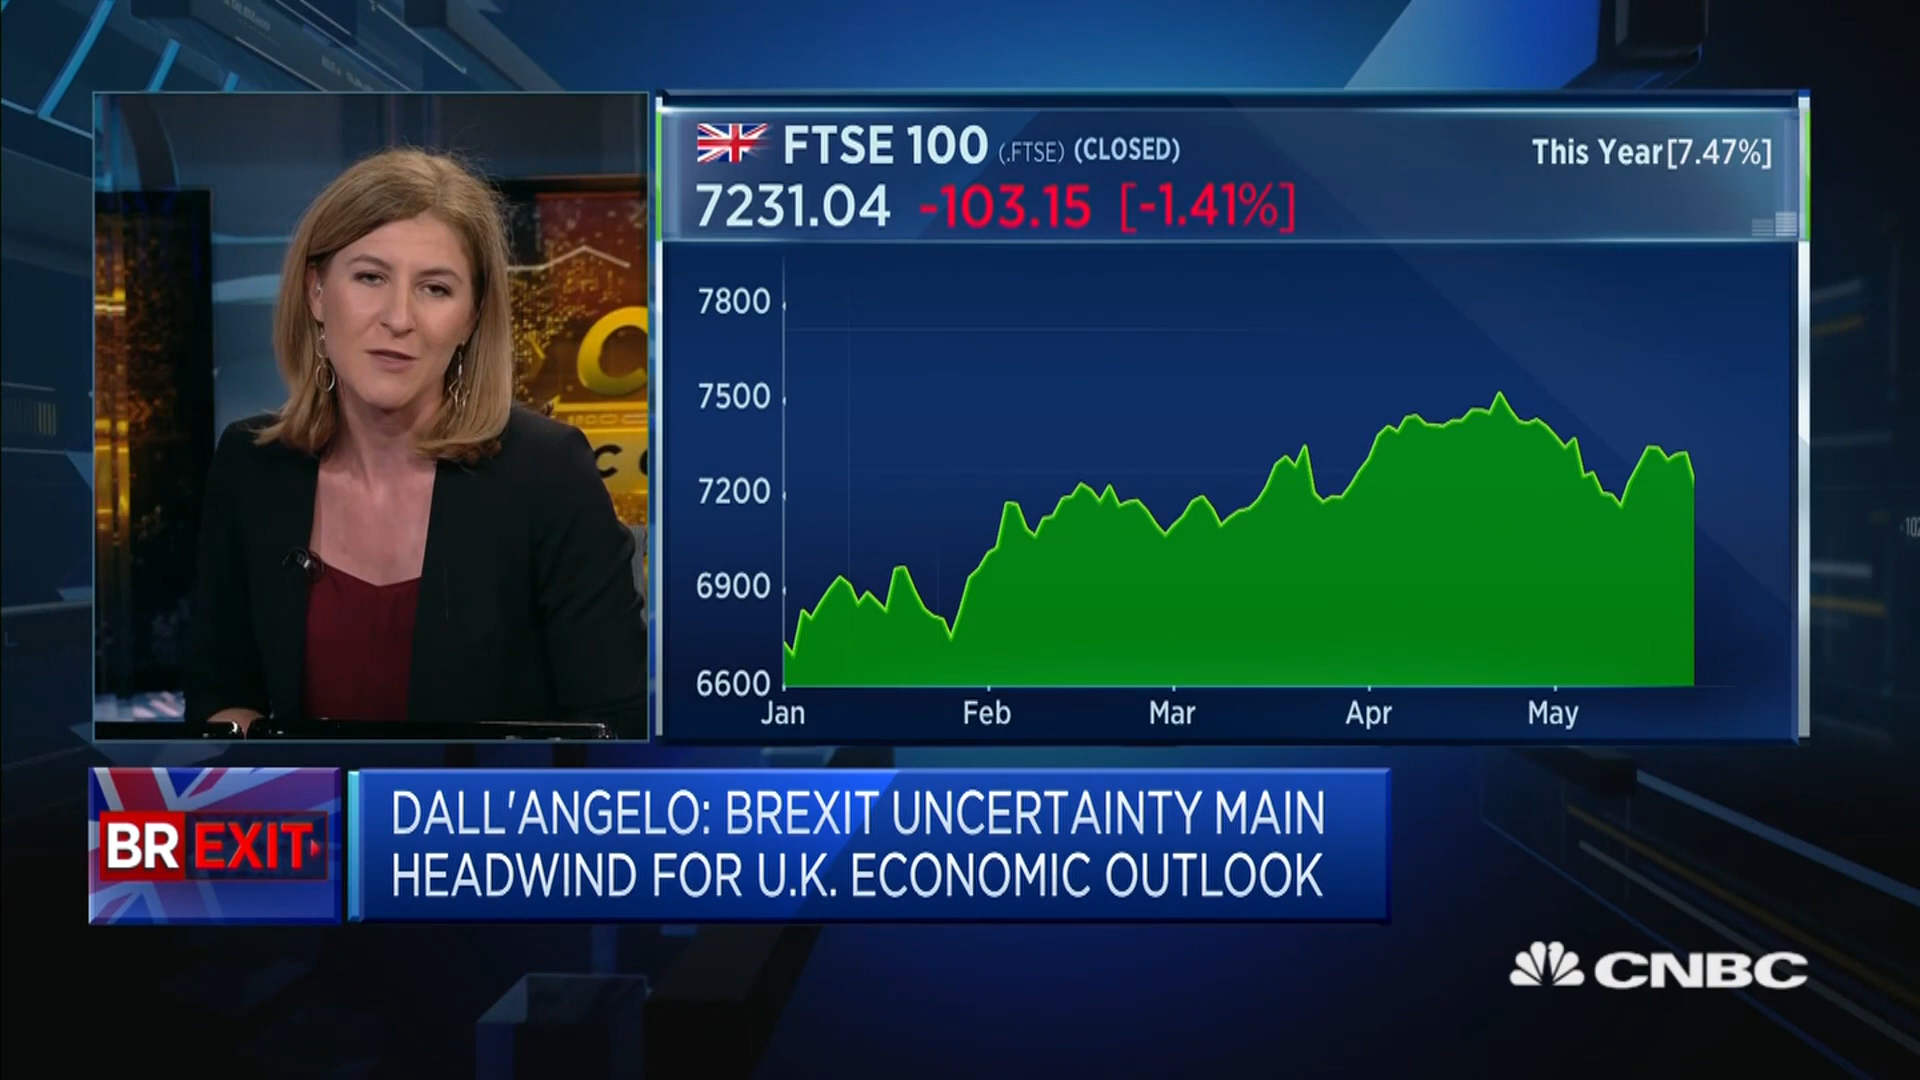 FTSE 100 (.FTSE) (CLOSED)
This Year [7.47%]
7231.04 -103.15 [-1.41%]
7800
7500
7200
6900
6600
Jan Feb Mar Apr May
BREXIT
DALL'ANGELO: BREXIT UNCERTAINTY MAIN
HEADWIND FOR U.K. ECONOMIC OUTLOOK
CNBC